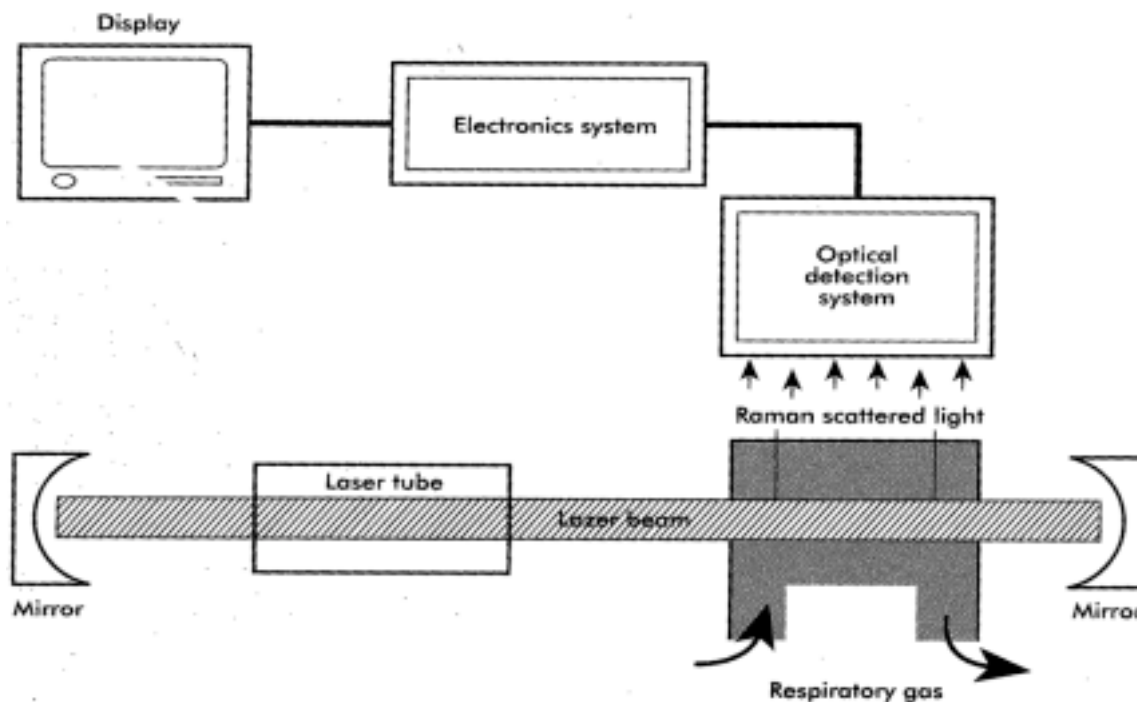 Display
Electronics system
Optical
detection
system
Raman scattered light
Laser tube
Lazer beam
Mirror
Mirror
Respiratory gas